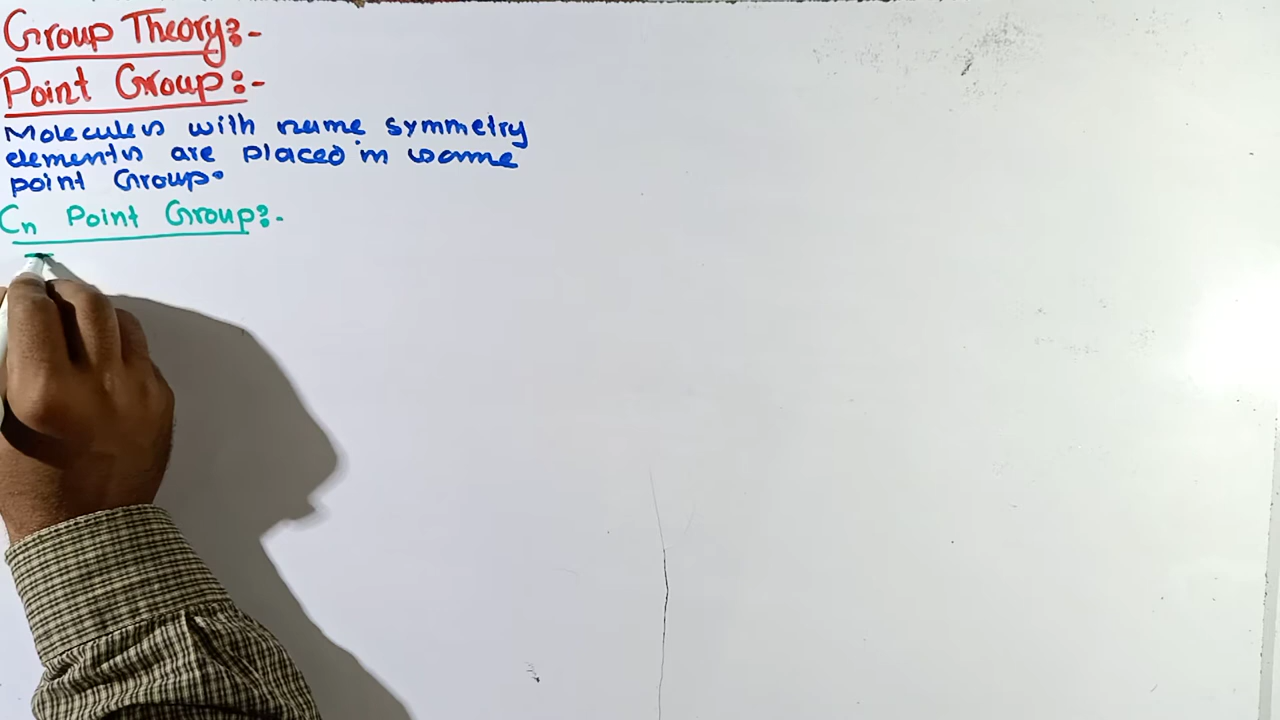 Group Theory:-
Point Group:-
Molecules with same symmetry
elements are placed in same
point Group.
Cn Point Group:-